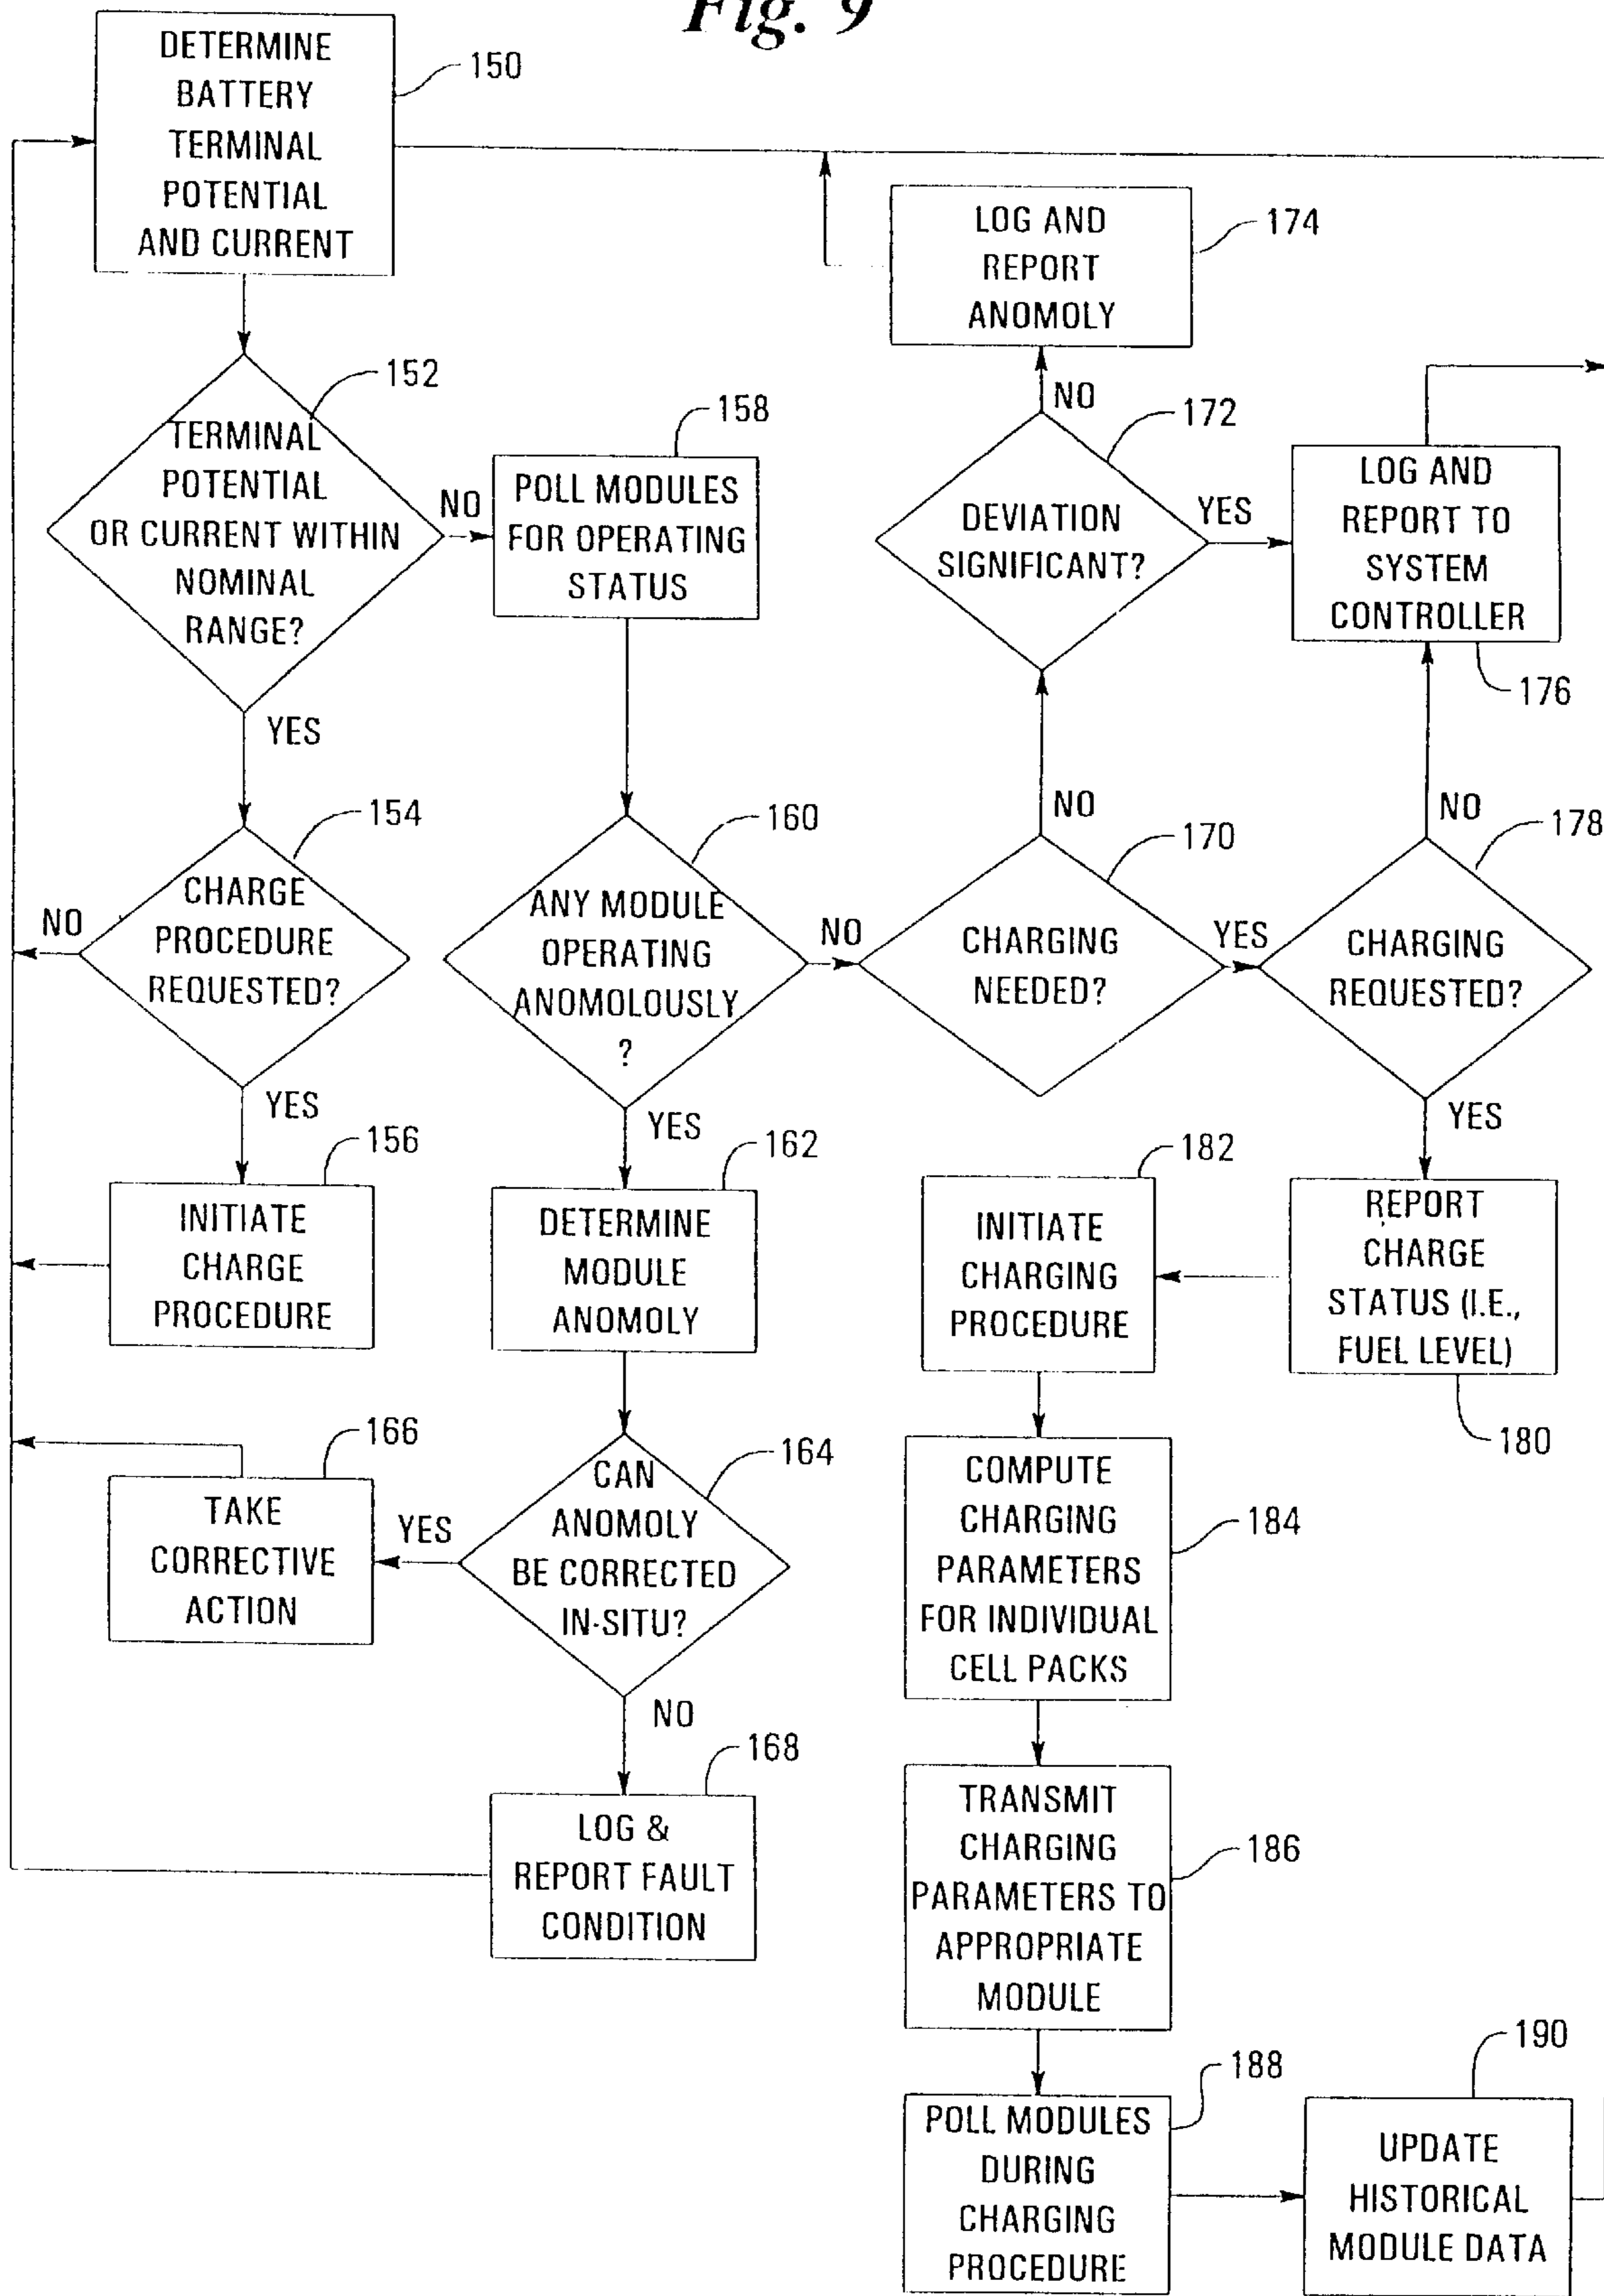 Fig. 9
DETERMINE
BATTERY
TERMINAL
POTENTIAL
AND CURRENT
150
TERMINAL
POTENTIAL
OR CURRENT WITHIN
NOMINAL
RANGE?
152
NO
YES
CHARGE
PROCEDURE
REQUESTED?
154
NO
YES
INITIATE
CHARGE
PROCEDURE
156
POLL MODULES
FOR OPERATING
STATUS
158
ANY MODULE
OPERATING
ANOMOLOUSLY
?
160
NO
YES
DETERMINE
MODULE
ANOMOLY
162
CAN
ANOMOLY
BE CORRECTED
IN-SITU?
164
YES
NO
TAKE
CORRECTIVE
ACTION
166
LOG &
REPORT FAULT
CONDITION
168
CHARGING
NEEDED?
170
NO
YES
DEVIATION
SIGNIFICANT?
172
NO
YES
LOG AND
REPORT
ANOMOLY
174
LOG AND
REPORT TO
SYSTEM
CONTROLLER
176
CHARGING
REQUESTED?
178
NO
YES
REPORT
CHARGE
STATUS (I.E.,
FUEL LEVEL)
180
INITIATE
CHARGING
PROCEDURE
182
COMPUTE
CHARGING
PARAMETERS
FOR INDIVIDUAL
CELL PACKS
184
TRANSMIT
CHARGING
PARAMETERS TO
APPROPRIATE
MODULE
186
POLL MODULES
DURING
CHARGING
PROCEDURE
188
UPDATE
HISTORICAL
MODULE DATA
190